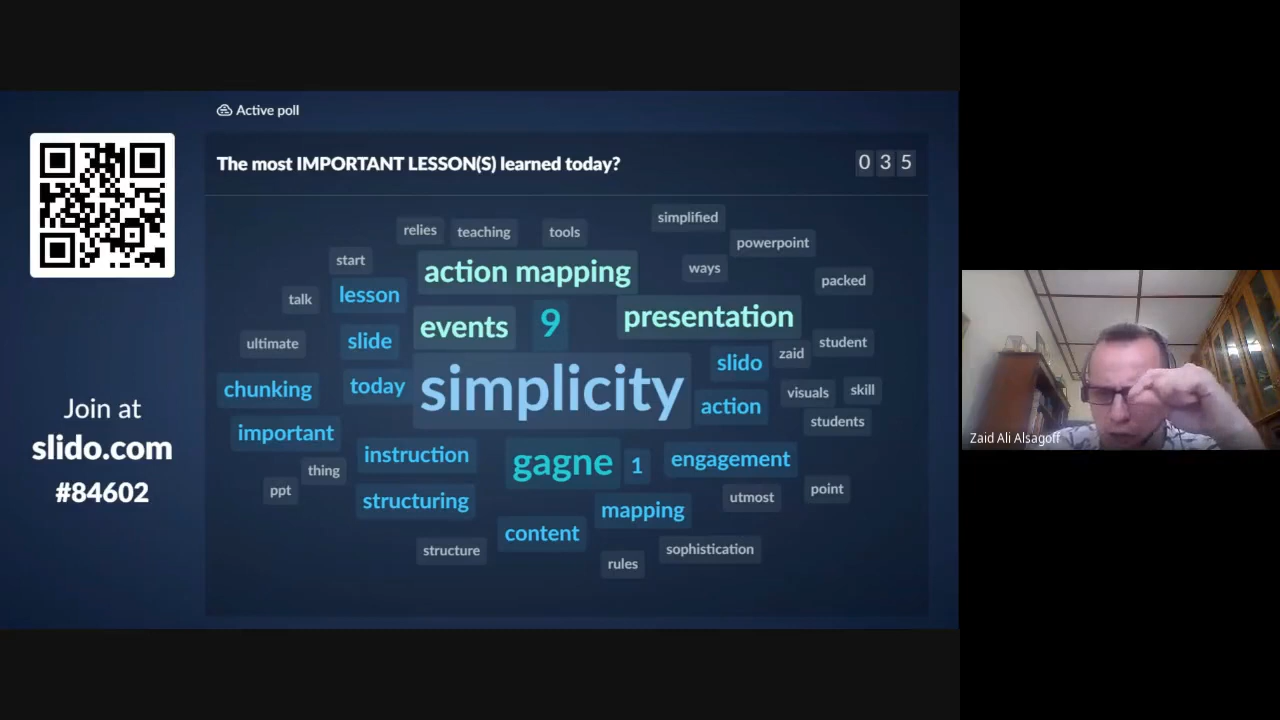 Active poll
The most IMPORTANT LESSON(S) learned today?
035
Join at
slido.com
#84602
relies
teaching
tools
simplified
powerpoint
start
action mapping
ways
packed
talk
lesson
events
9
presentation
ultimate
slide
slido
zaid
student
chunking
today
simplicity
action
visuals
skill
students
important
instruction
gagne
1
engagement
thing
ppt
structuring
mapping
utmost
point
content
structure
rules
sophistication
Zaid Ali Alsagoff